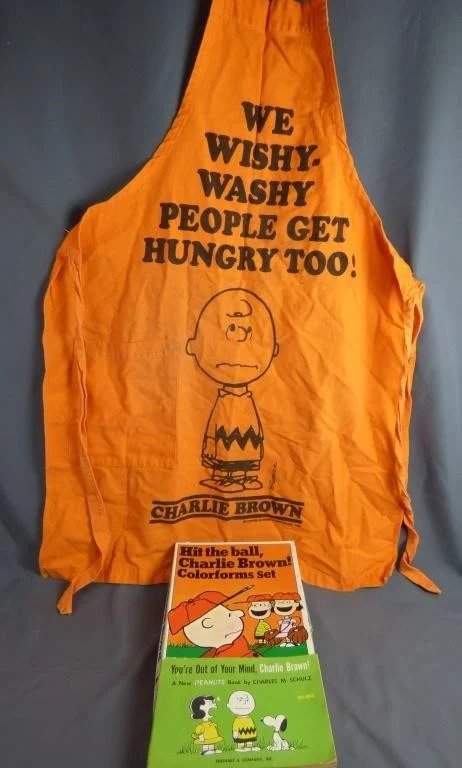 WE
WISHY-
WASHY
PEOPLE GET
HUNGRY TOO!
CHARLIE BROWN
Hit the ball,
Charlie Brown!
Colorforms Set
You're Out of Your Mind, Charlie Brown!
A New PEANUTS Book by CHARLES M. SCHULZ